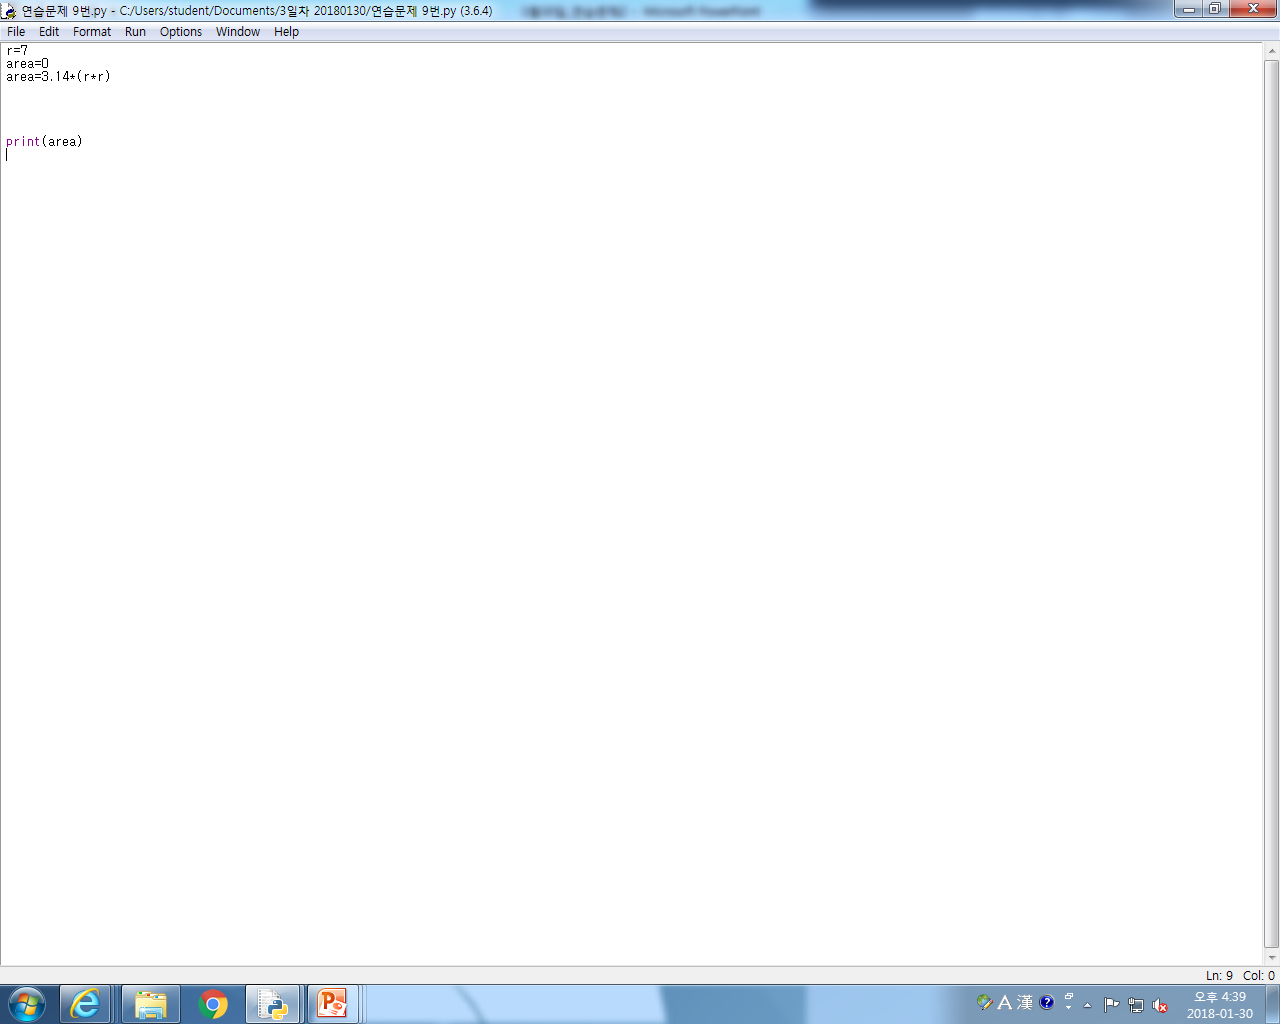 연습문제 9번.py - C:/Users/student/Documents/3일차 20180130/연습문제 9번.py (3.6.4)
File Edit Format Run Options Window Help
r=7
area=0
area=3.14*(r*r)
print(area)
Ln: 9 Col: 0
A 漢
오후 4:39
2018-01-30